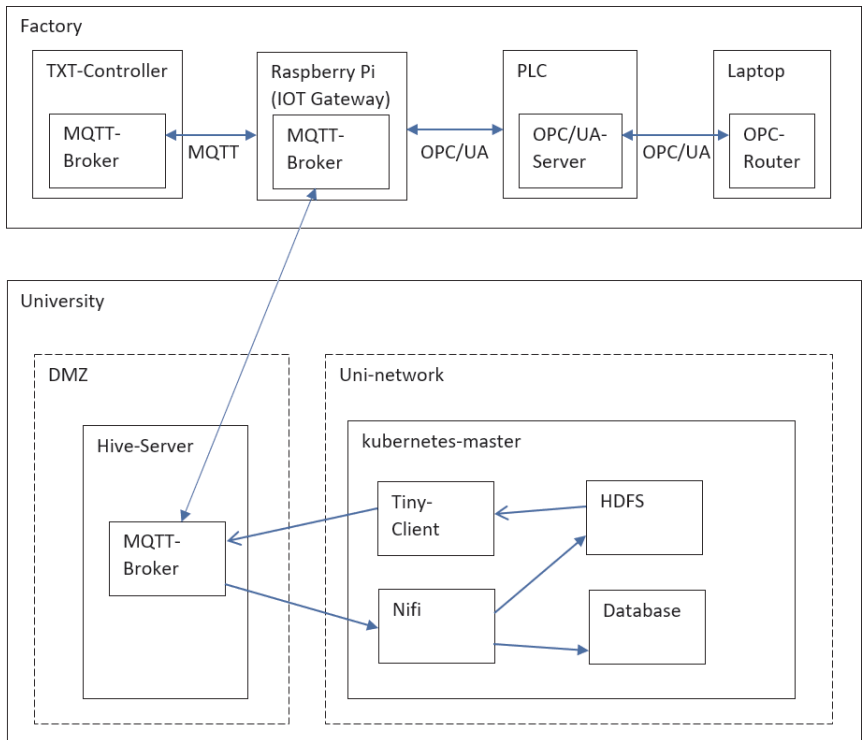 Factory
TXT-Controller
MQTT-
Broker
MQTT
Raspberry Pi
(IOT Gateway)
MQTT-
Broker
OPC/UA
PLC
OPC/UA-
Server
OPC/UA
Laptop
OPC-
Router
University
DMZ
Hive-Server
MQTT-
Broker
Uni-network
kubernetes-master
Tiny-
Client
HDFS
Nifi
Database